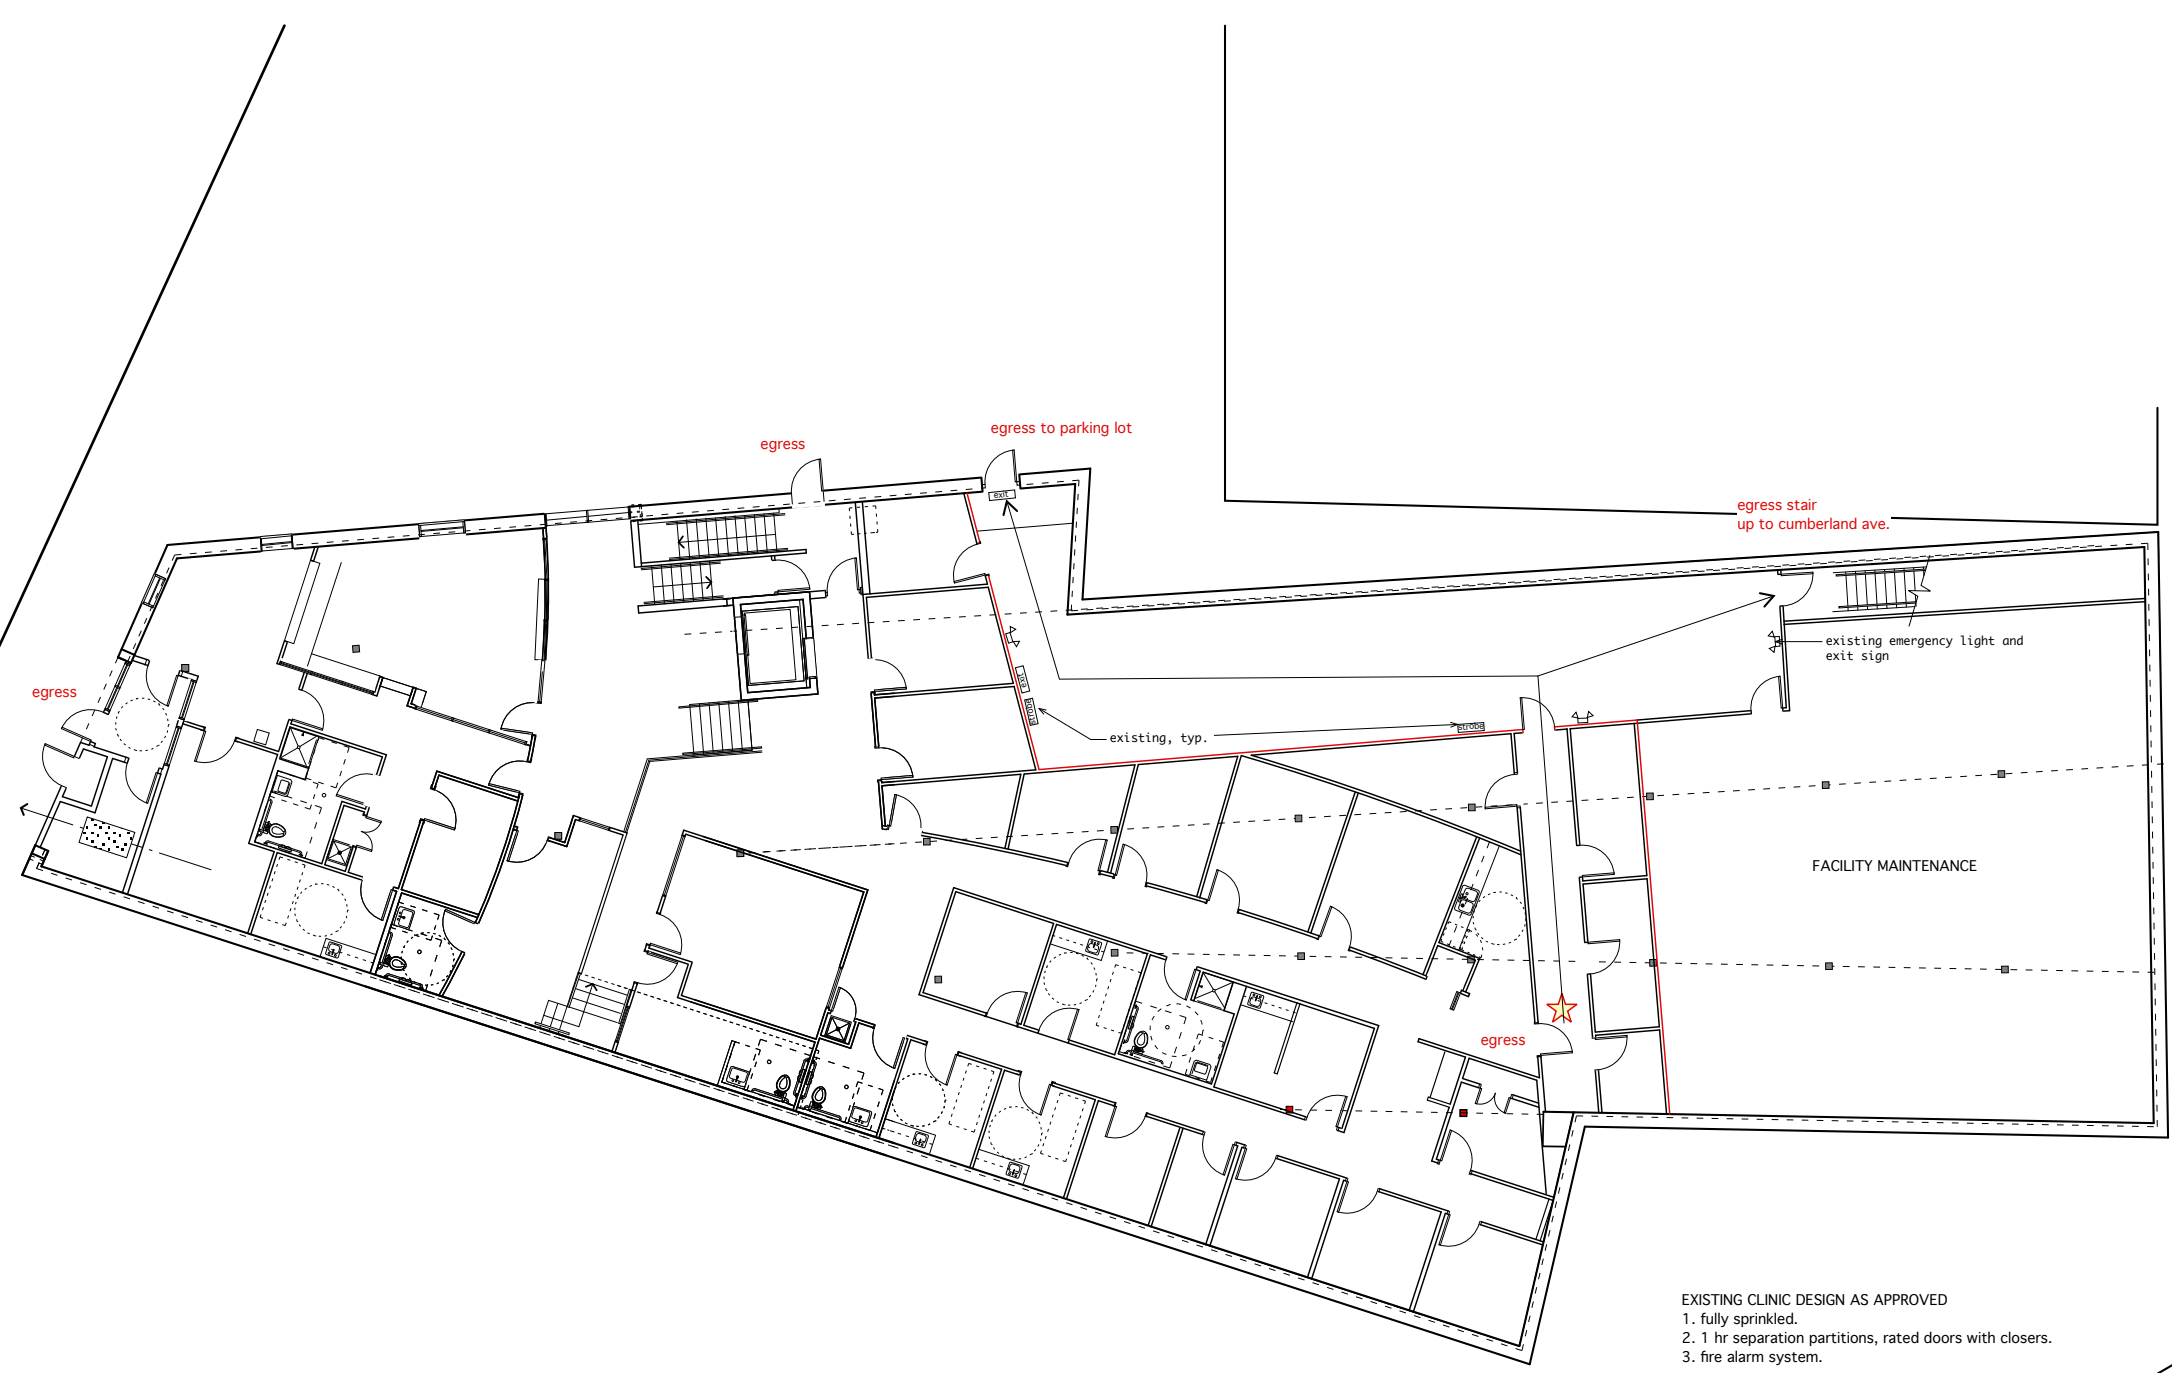 egress to parking lot
egress
exit
egress stair
up to cumberland ave.
existing emergency light and
exit sign
exit
egress
strobe
strobe
existing, typ.
FACILITY MAINTENANCE
egress
EXISTING CLINIC DESIGN AS APPROVED
1. fully sprinkled.
2. 1 hr separation partitions, rated doors with closers.
3. fire alarm system.